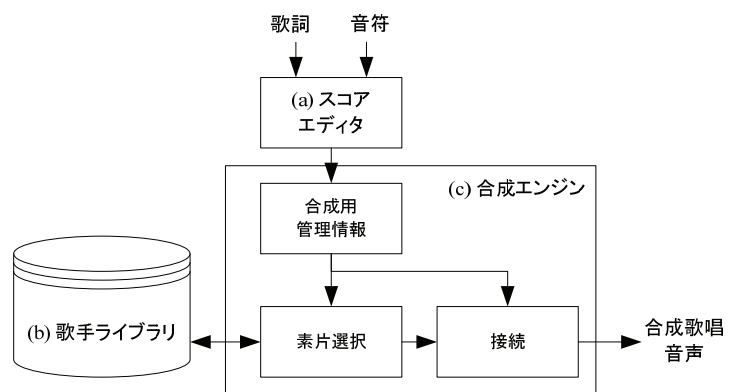 歌詞
音符
(a) スコア
エディタ
(c) 合成エンジン
合成用
管理情報
(b) 歌手ライブラリ
素片選択
接続
合成歌唱
音声